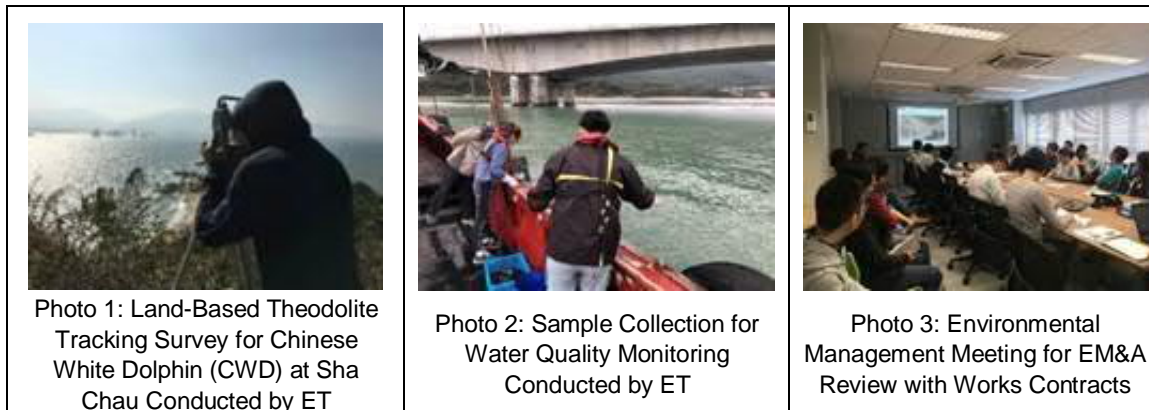 Photo 1: Land-Based Theodolite
Tracking Survey for Chinese
White Dolphin (CWD) at Sha
Chau Conducted by ET
Photo 2: Sample Collection for
Water Quality Monitoring
Conducted by ET
Photo 3: Environmental
Management Meeting for EM&A
Review with Works Contracts